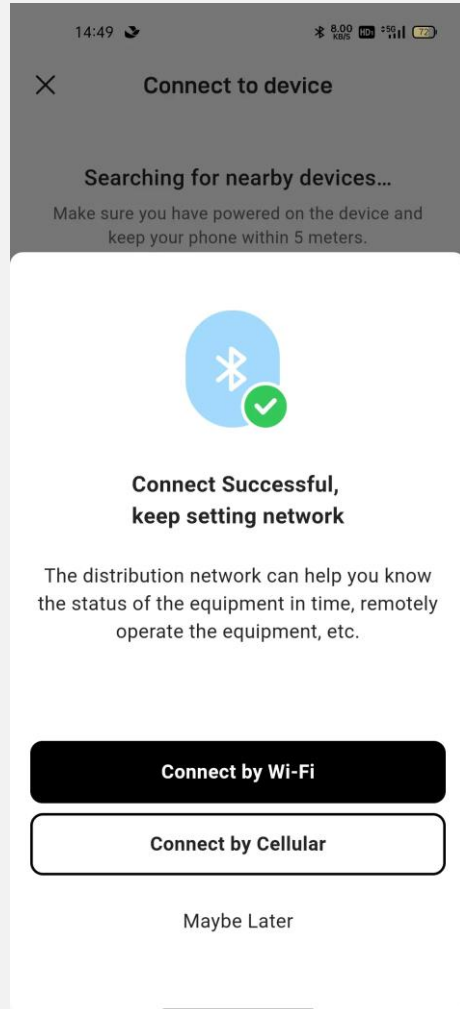 14:49
8.00 KB/S HD 5G 72
Connect to device
Searching for nearby devices...
Make sure you have powered on the device and
keep your phone within 5 meters.
Connect Successful,
keep setting network
The distribution network can help you know
the status of the equipment in time, remotely
operate the equipment, etc.
Connect by Wi-Fi
Connect by Cellular
Maybe Later